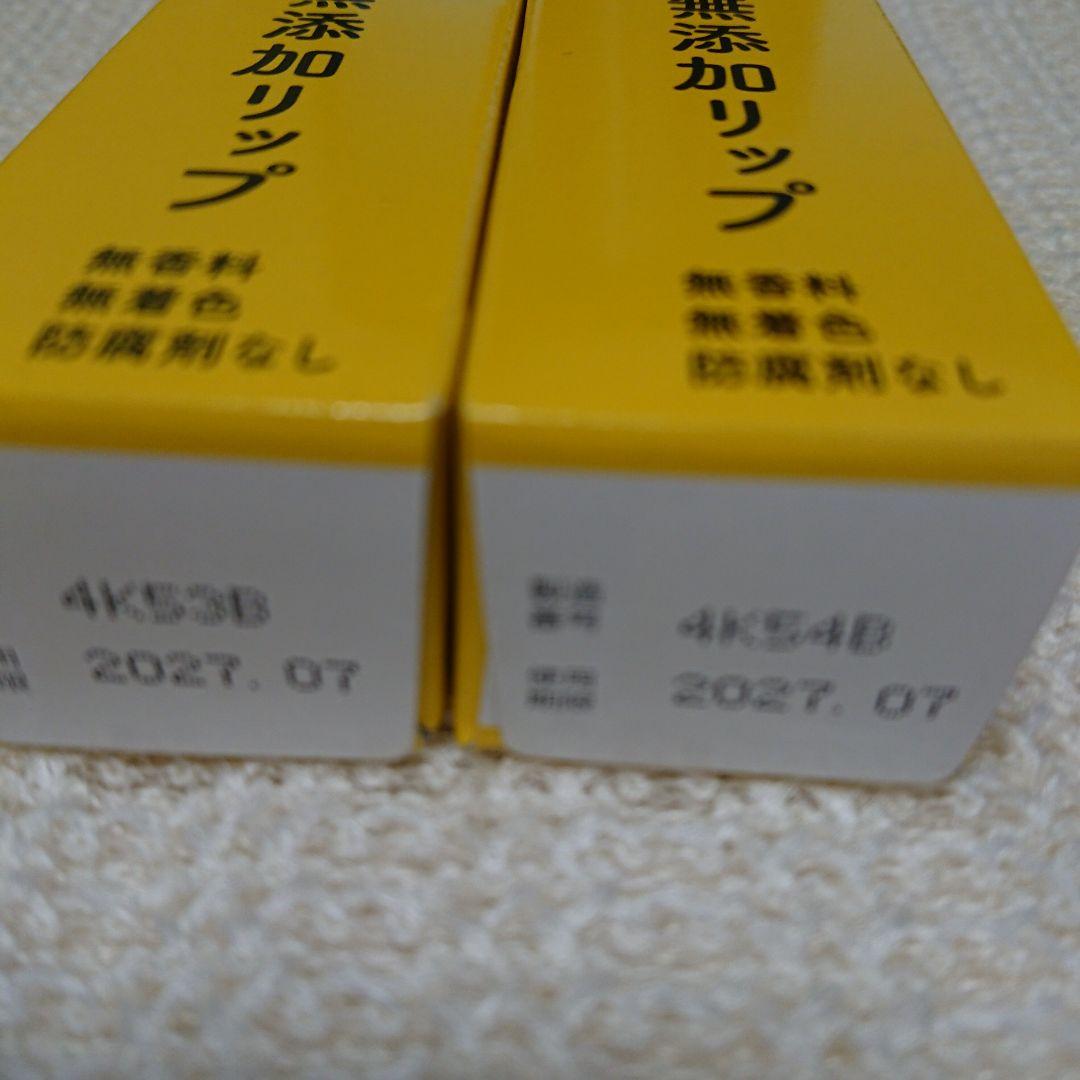 無添加リップ
無香料
無着色
防腐剤なし
4K53B
2027.07
無添加リップ
無香料
無着色
防腐剤なし
製造
番号
4K54B
使用
期限
2027.07